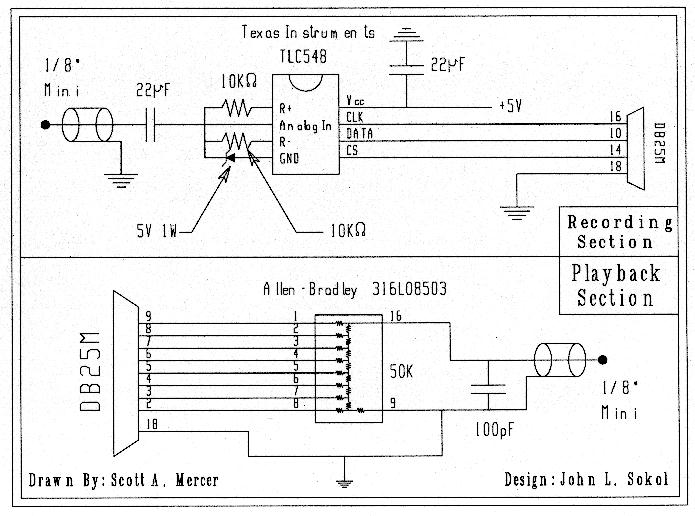 Texas Instruments
TLC548
1/8"
Mini
22µF
10KΩ
22µF
R+
Vcc
+5V
Analog In
CLK
16
R-
DATA
10
GND
CS
14
18
DB25M
5V 1W
10KΩ
Recording
Section
Playback
Section
Allen-Bradley 316L08503
DB25M
9
1
16
8
2
7
3
6
4
5
5
50K
4
6
3
7
2
8
9
18
1/8"
Mini
100pF
Drawn By: Scott A. Mercer
Design: John L. Sokol